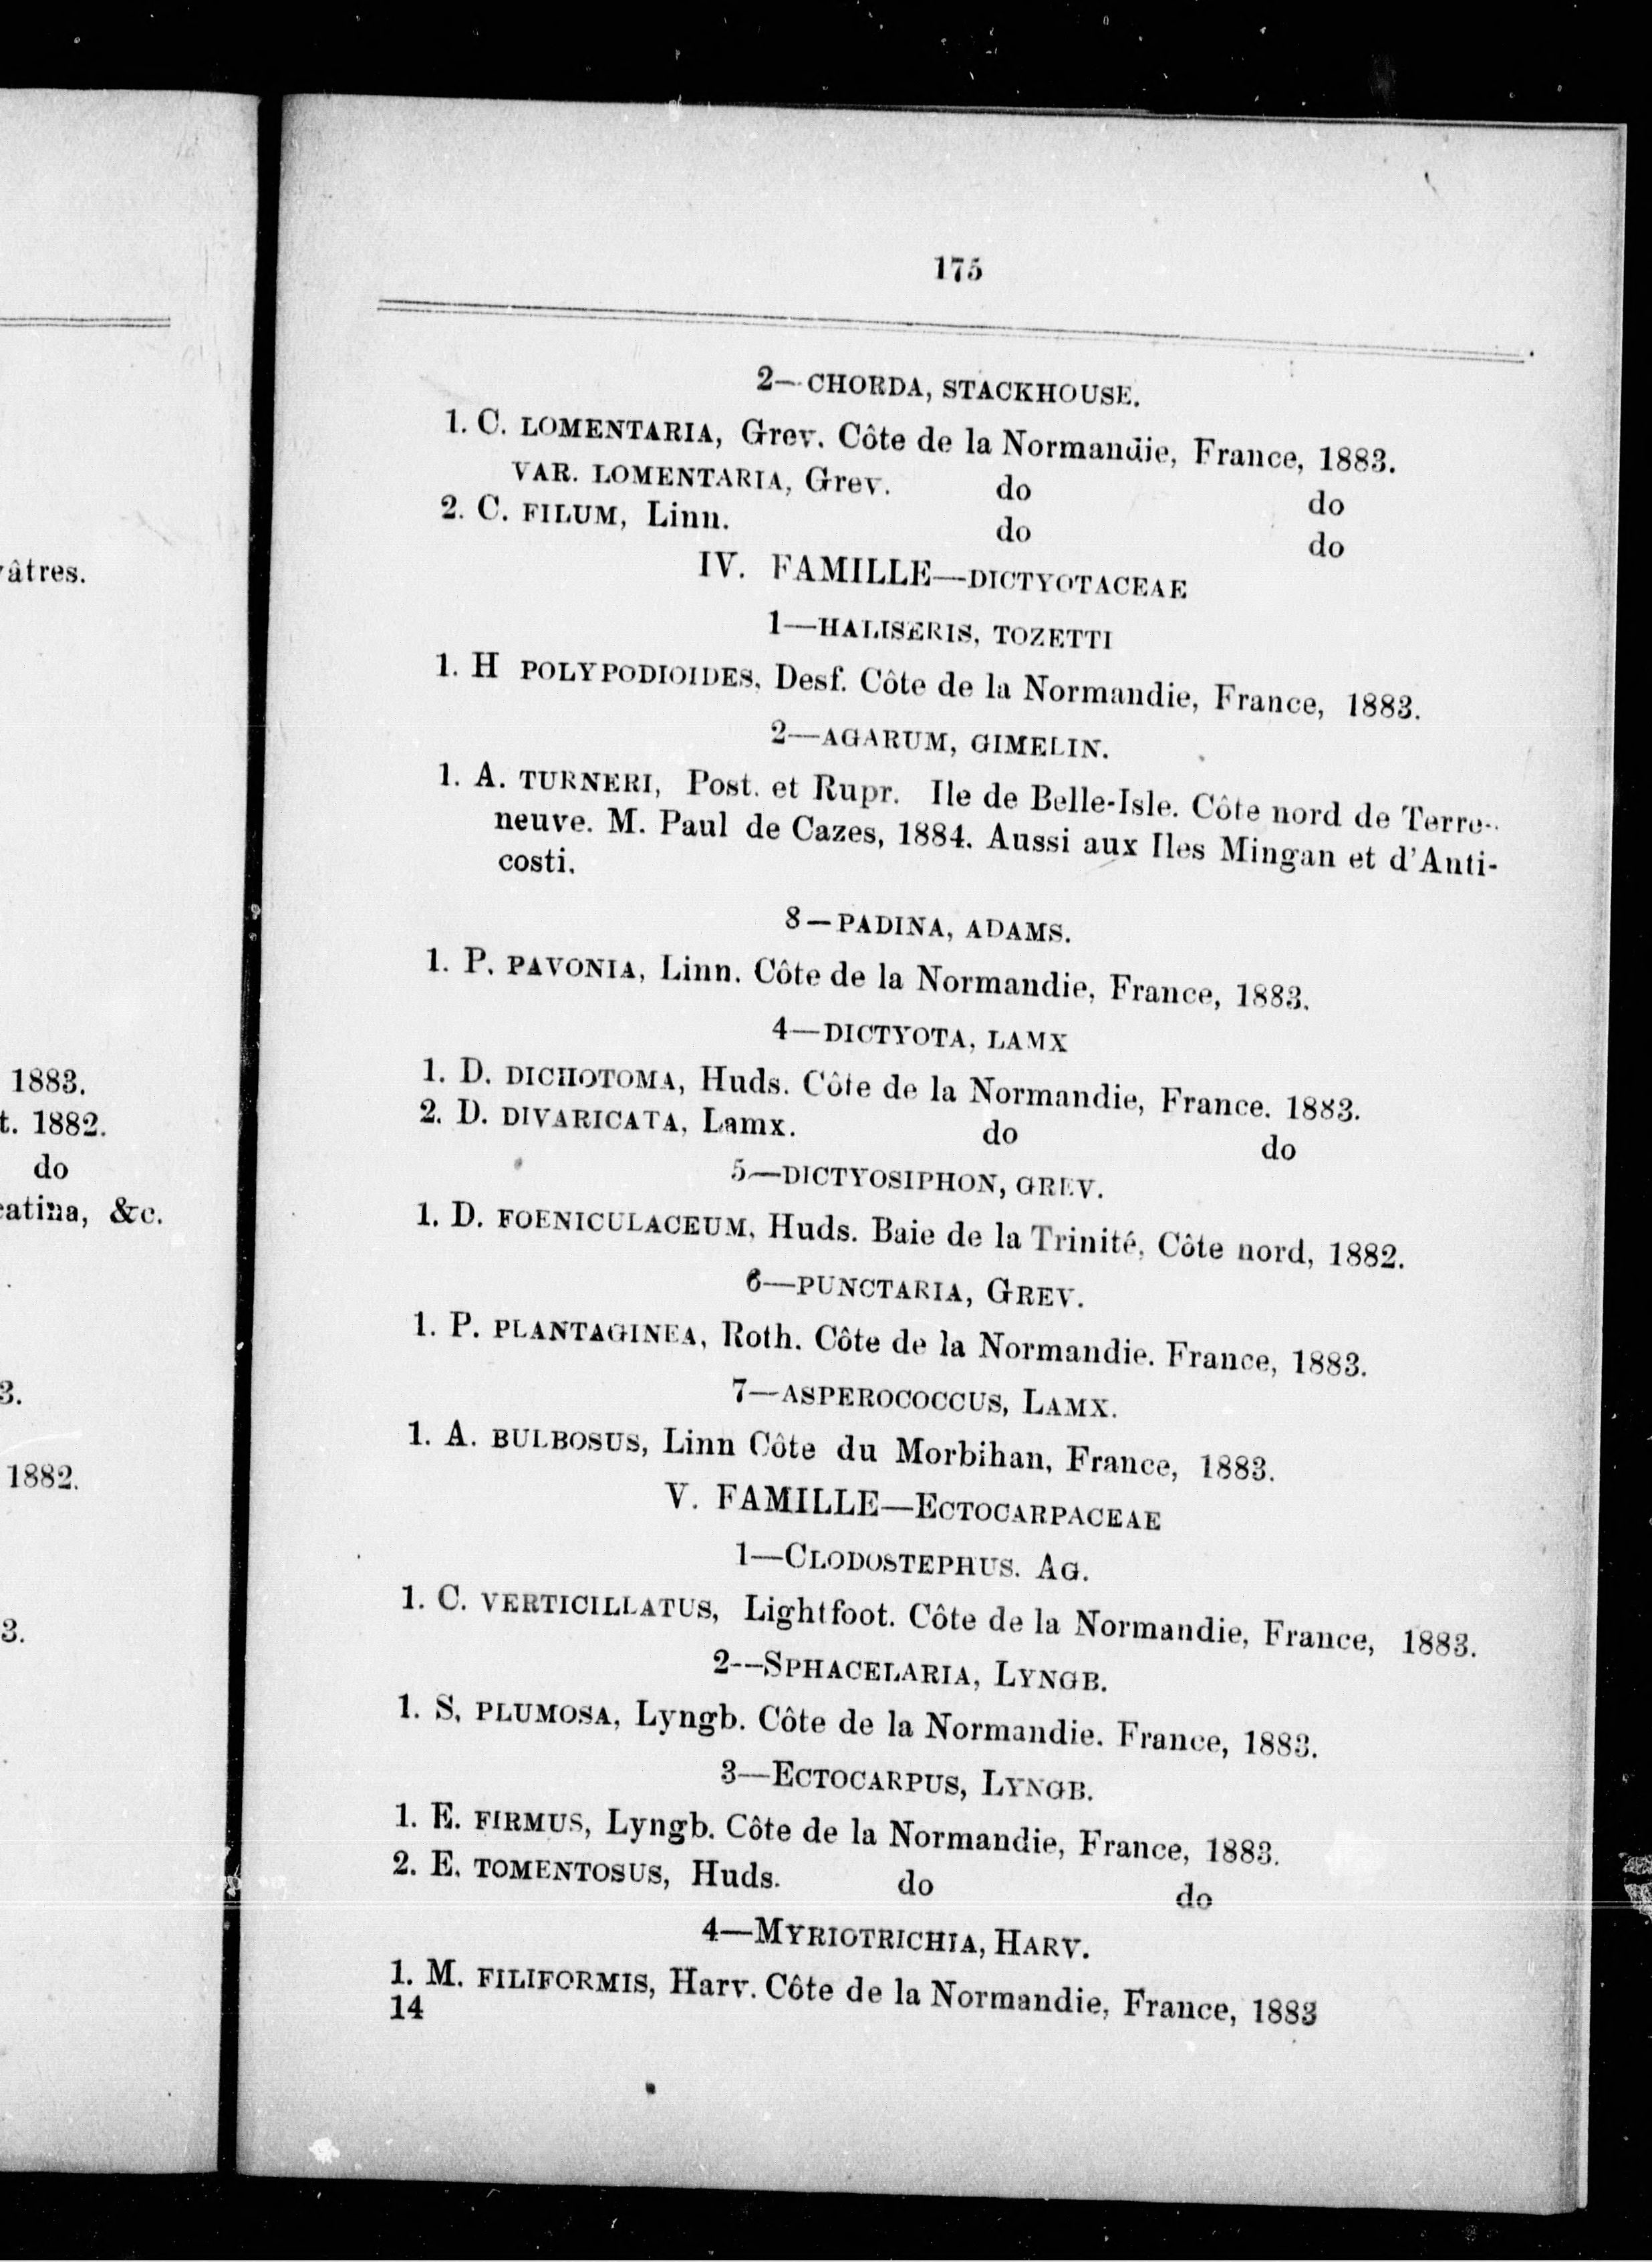 vâtres.
1883.
t. 1882.
do
catina, &c.
3.
1882.
3.
175
2—CHORDA, STACKHOUSE.
1. C. LOMENTARIA, Grev. Côte de la Normandie, France, 1883.
VAR. LOMENTARIA, Grev. do do
2. C. FILUM, Linn. do do
IV. FAMILLE—DICTYOTACEAE
1—HALISERIS, TOZETTI
1. H POLYPODIOIDES, Desf. Côte de la Normandie, France, 1883.
2—AGARUM, GIMELIN.
1. A. TURNERI, Post. et Rupr. Ile de Belle-Isle. Côte nord de Terre-
neuve. M. Paul de Cazes, 1884. Aussi aux Iles Mingan et d'Anti-
costi.
8—PADINA, ADAMS.
1. P. PAVONIA, Linn. Côte de la Normandie, France, 1883.
4—DICTYOTA, LAMX
1. D. DICHOTOMA, Huds. Côte de la Normandie, France. 1883.
2. D. DIVARICATA, Lamx. do do
5—DICTYOSIPHON, GREV.
1. D. FOENICULACEUM, Huds. Baie de la Trinité, Côte nord, 1882.
6—PUNCTARIA, GREV.
1. P. PLANTAGINEA, Roth. Côte de la Normandie. France, 1883.
7—ASPEROCOCCUS, LAMX.
1. A. BULBOSUS, Linn Côte du Morbihan, France, 1883.
V. FAMILLE—ECTOCARPACEAE
1—CLODOSTEPHUS. AG.
1. C. VERTICILLATUS, Lightfoot. Côte de la Normandie, France, 1883.
2—SPHACELARIA, LYNGB.
1. S, PLUMOSA, Lyngb. Côte de la Normandie. France, 1883.
3—ECTOCARPUS, LYNGB.
1. E. FIRMUS, Lyngb. Côte de la Normandie, France, 1883.
2. E. TOMENTOSUS, Huds. do do
4—MYRIOTRICHIA, HARV.
1. M. FILIFORMIS, Harv. Côte de la Normandie, France, 1883
14